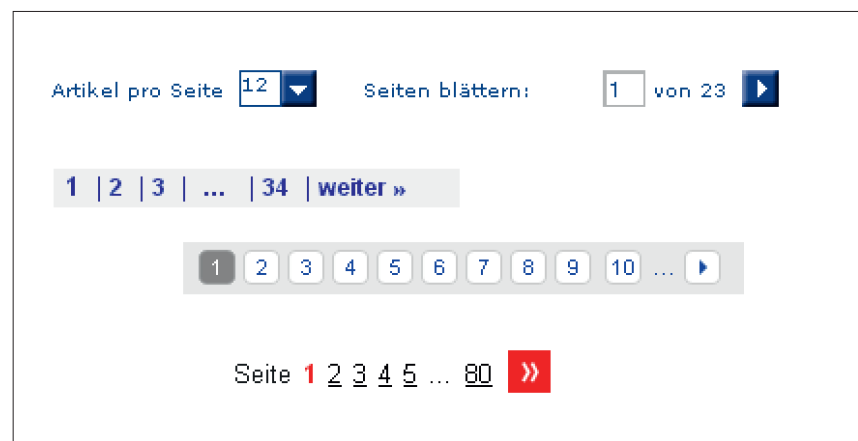 Artikel pro Seite 12 Seiten blättern: 1 von 23
1 | 2 | 3 | ... | 34 | weiter »
1 2 3 4 5 6 7 8 9 10 ...
Seite 1 2 3 4 5 ... 80 »